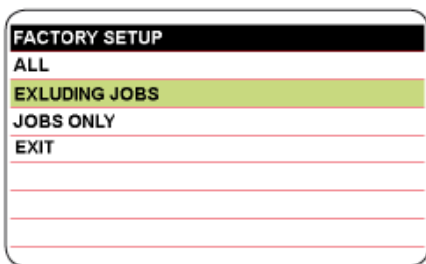 FACTORY SETUP
ALL
EXLUDING JOBS
JOBS ONLY
EXIT